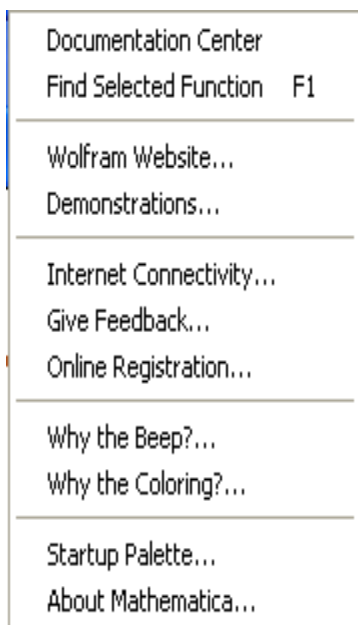 Documentation Center
Find Selected Function F1
Wolfram Website...
Demonstrations...
Internet Connectivity...
Give Feedback...
Online Registration...
Why the Beep?...
Why the Coloring?...
Startup Palette...
About Mathematica...